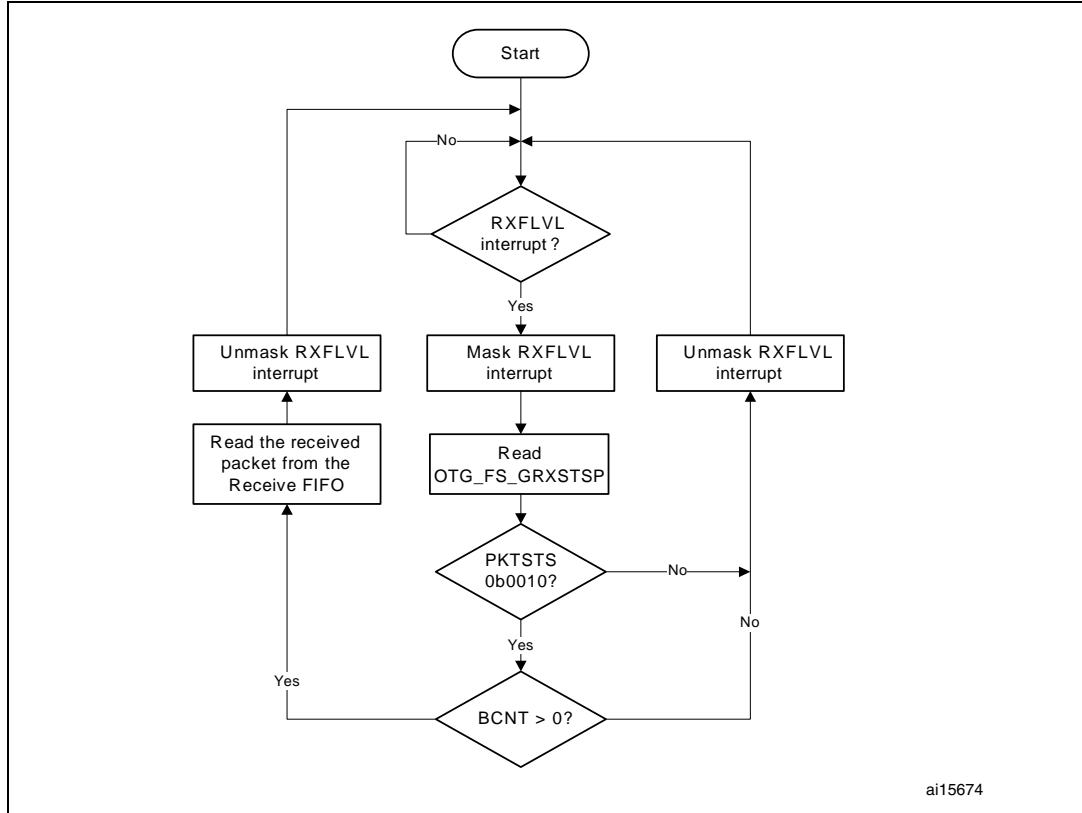 Start
No
RXFLVL
interrupt ?
Yes
Unmask RXFLVL
interrupt
Mask RXFLVL
interrupt
Unmask RXFLVL
interrupt
Read the received
packet from the
Receive FIFO
Read
OTG_FS_GRXSTSP
PKTSTS
0b0010?
No
No
Yes
Yes
BCNT > 0?
ai15674